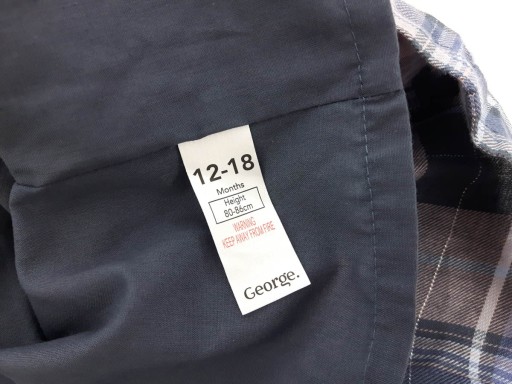 12-18
Months
Height
80-86cm
WARNING
KEEP AWAY FROM FIRE
George.